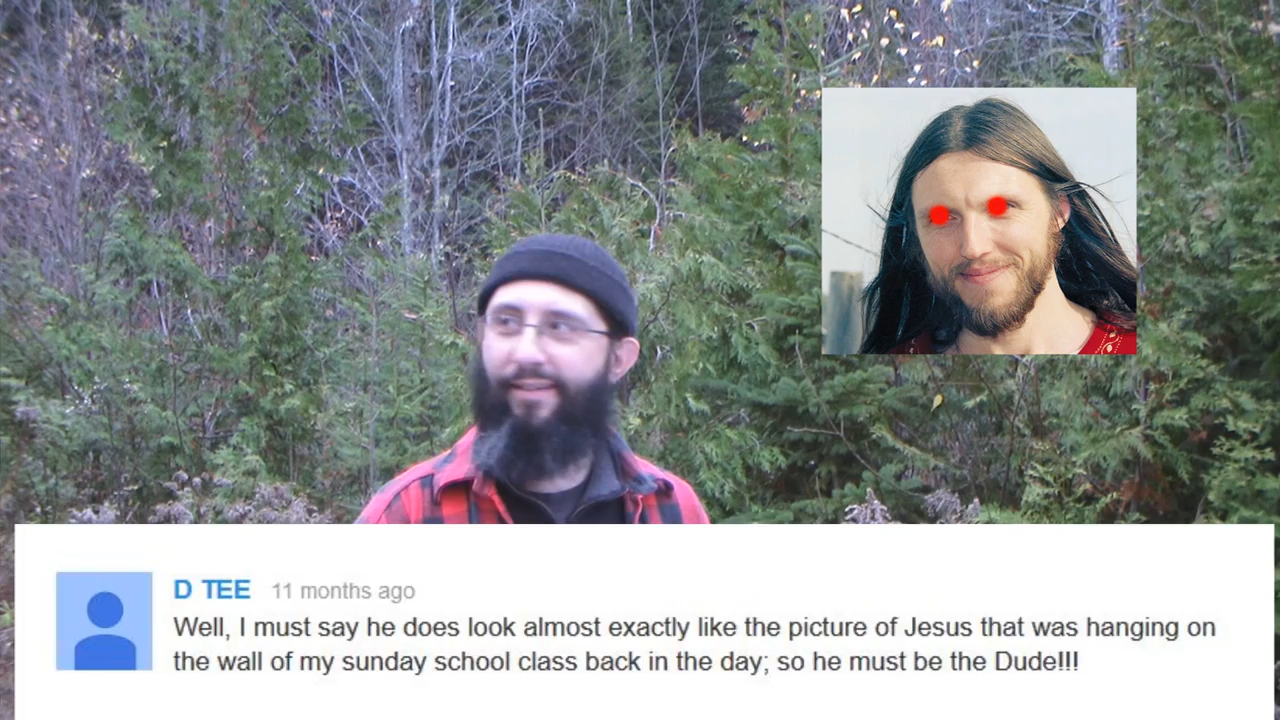 D TEE 11 months ago
Well, I must say he does look almost exactly like the picture of Jesus that was hanging on
the wall of my sunday school class back in the day; so he must be the Dude!!!